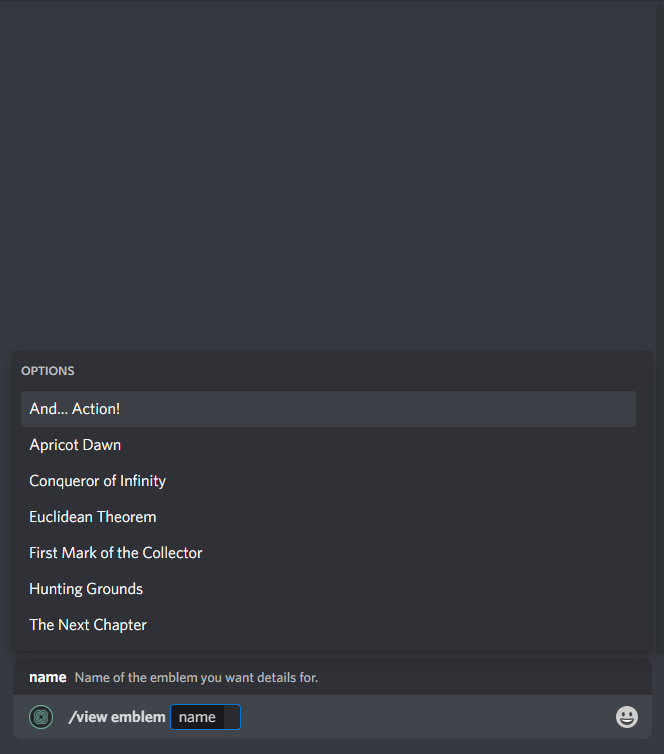 OPTIONS
And... Action!
Apricot Dawn
Conqueror of Infinity
Euclidean Theorem
First Mark of the Collector
Hunting Grounds
The Next Chapter
name Name of the emblem you want details for.
/view emblem name